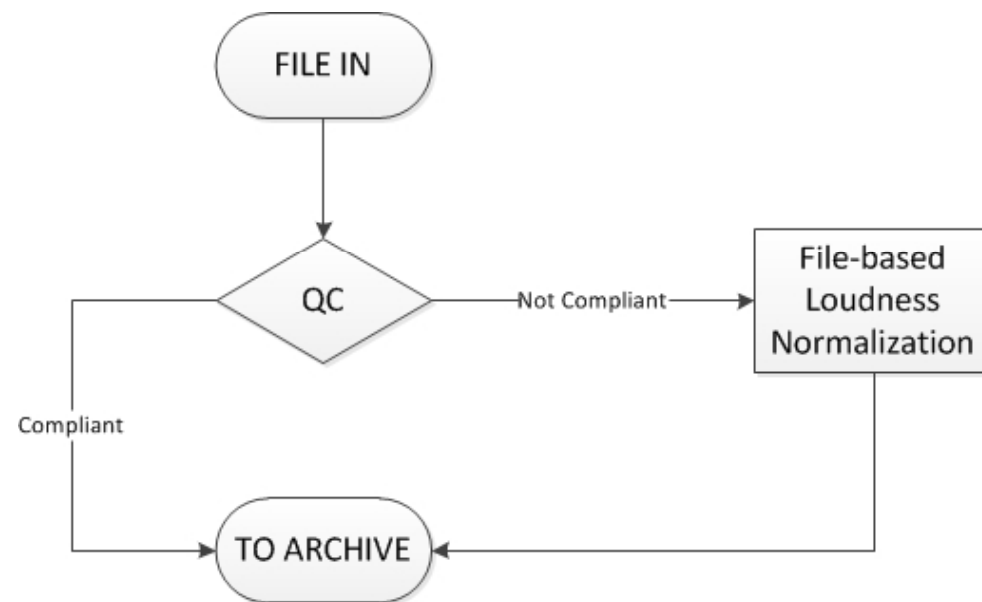 FILE IN
QC
Not Compliant
File-based
Loudness
Normalization
Compliant
TO ARCHIVE